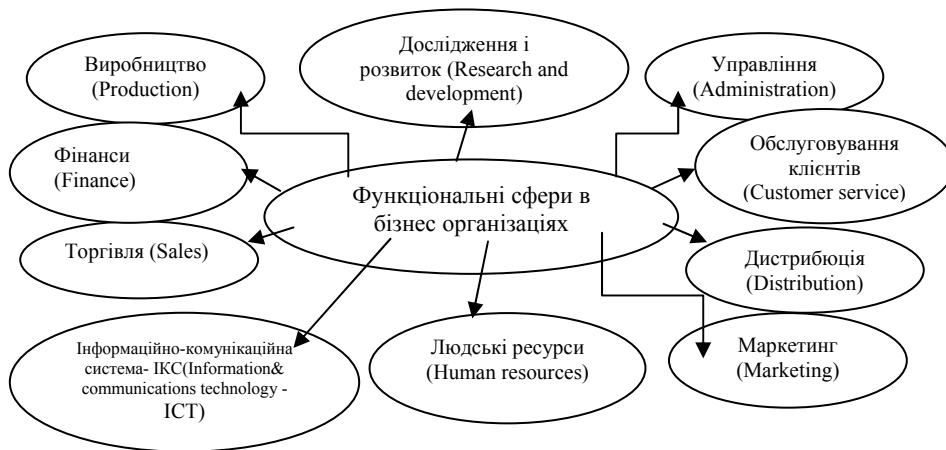 Виробництво
(Production)
Дослідження і
розвиток (Research and
development)
Управління
(Administration)
Фінанси
(Finance)
Обслуговування
клієнтів
(Customer service)
Функціональні сфери в
бізнес організаціях
Торгівля (Sales)
Дистрибюція
(Distribution)
Інформаційно-комунікаційна
система- ІКС(Information&
communications technology -
ICT)
Людські ресурси
(Human resources)
Маркетинг
(Marketing)